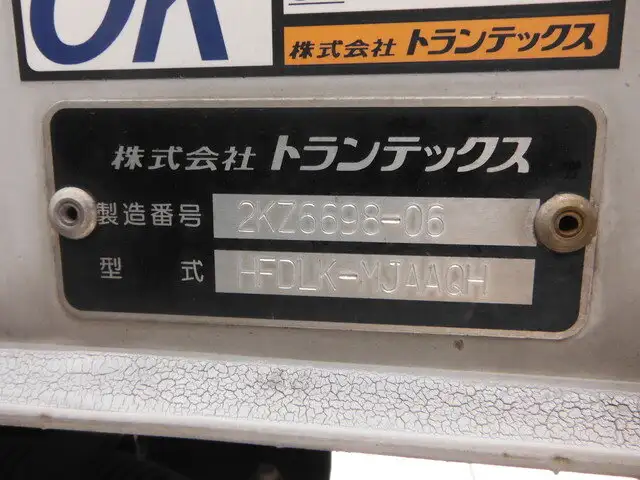 OK
株式会社 トランテックス
株式会社 トランテックス
製造番号 2KZ6698-06
型式 HFDLK-MJAAQH